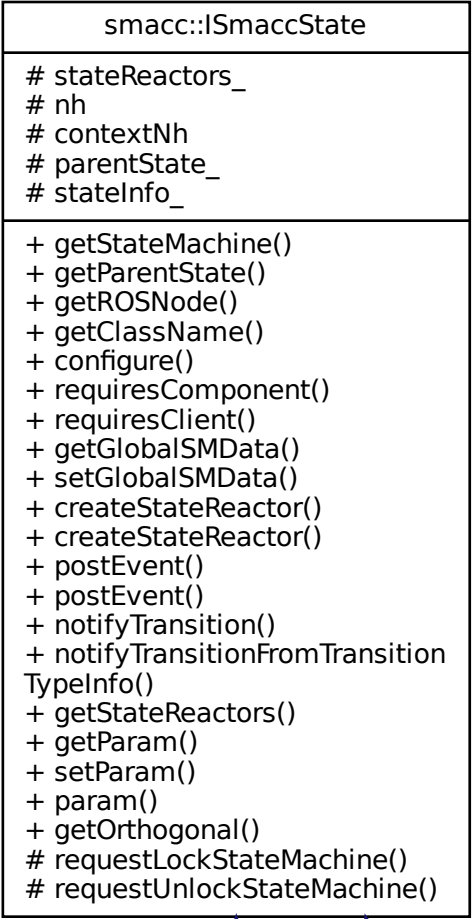 smacc::ISmaccState
# stateReactors_
# nh
# contextNh
# parentState_
# stateInfo_
+ getStateMachine()
+ getParentState()
+ getROSNode()
+ getClassName()
+ configure()
+ requiresComponent()
+ requiresClient()
+ getGlobalSMData()
+ setGlobalSMData()
+ createStateReactor()
+ createStateReactor()
+ postEvent()
+ postEvent()
+ notifyTransition()
+ notifyTransitionFromTransition
TypeInfo()
+ getStateReactors()
+ getParam()
+ setParam()
+ param()
+ getOrthogonal()
# requestLockStateMachine()
# requestUnlockStateMachine()